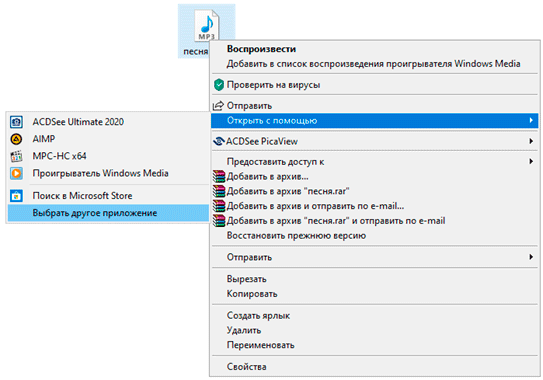 MP3
песня
Воспроизвести
Добавить в список воспроизведения проигрывателя Windows Media
Проверить на вирусы
Отправить
Открыть с помощью
ACDSee Ultimate 2020
AIMP
MPC-HC x64
Проигрыватель Windows Media
Поиск в Microsoft Store
Выбрать другое приложение
ACDSee PicaView
Предоставить доступ к
Добавить в архив...
Добавить в архив "песня.rar"
Добавить в архив и отправить по e-mail...
Добавить в архив "песня.rar" и отправить по e-mail
Восстановить прежнюю версию
Отправить
Вырезать
Копировать
Создать ярлык
Удалить
Переименовать
Свойства